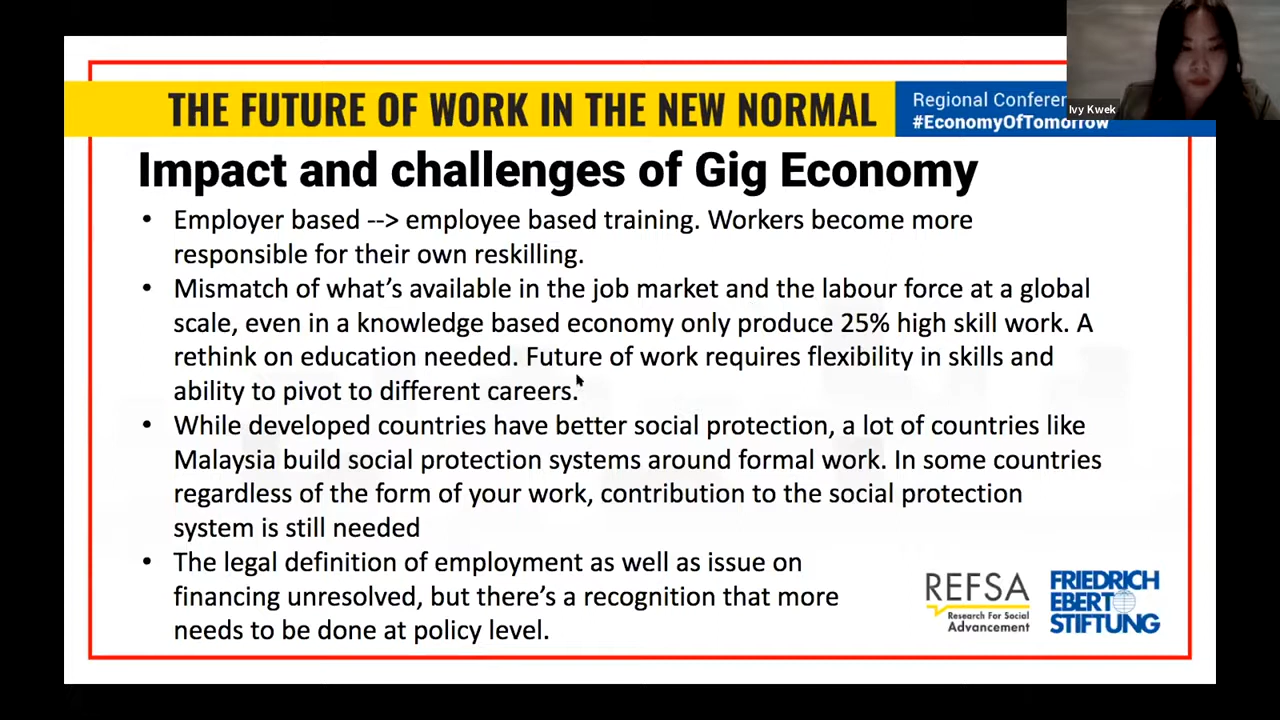 THE FUTURE OF WORK IN THE NEW NORMAL
Regional Conferen
#EconomyOfTomorrow
Ivy Kwek
Impact and challenges of Gig Economy
• Employer based --> employee based training. Workers become more
responsible for their own reskilling.
• Mismatch of what’s available in the job market and the labour force at a global
scale, even in a knowledge based economy only produce 25% high skill work. A
rethink on education needed. Future of work requires flexibility in skills and
ability to pivot to different careers.
• While developed countries have better social protection, a lot of countries like
Malaysia build social protection systems around formal work. In some countries
regardless of the form of your work, contribution to the social protection
system is still needed
• The legal definition of employment as well as issue on
financing unresolved, but there’s a recognition that more
needs to be done at policy level.
REFSA
Research For Social
Advancement
FRIEDRICH
EBERT
STIFTUNG